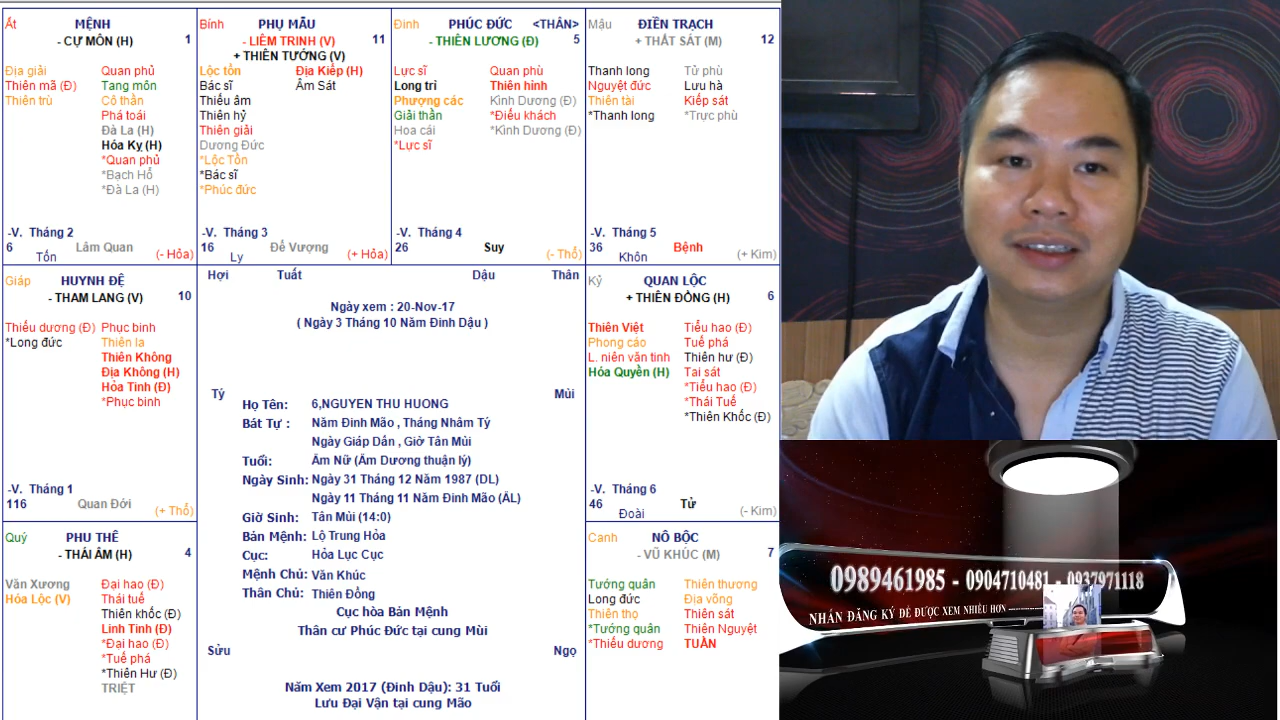 Ất
MỆNH
- CỰ MÔN (H)
1
Địa giải
Thiên mã (Đ)
Thiên trù
Quan phủ
Tang môn
Cô thần
Phá toái
Đà La (H)
Hóa Kỵ (H)
*Quan phủ
*Bạch Hổ
*Đà La (H)
-V. Tháng 2
6
Lâm Quan
Tốn
(- Hỏa)
Bính
PHỤ MẪU
- LIÊM TRINH (V)
11
+ THIÊN TƯỚNG (V)
Lộc tồn
Bác sĩ
Thiếu âm
Thiên hỷ
Thiên giải
Dương Đức
*Lộc Tồn
*Bác sĩ
*Phúc đức
Địa Kiếp (H)
Âm Sát
-V. Tháng 3
16
Đế Vượng
Ly
(+ Hỏa)
Đinh
PHÚC ĐỨC <THÂN>
- THIÊN LƯƠNG (Đ)
5
Lực sĩ
Long trì
Phượng các
Giải thần
Hoa cái
*Lực sĩ
Quan phù
Thiên hình
Kình Dương (Đ)
*Điếu khách
*Kình Dương (Đ)
-V. Tháng 4
26
Suy
(- Thổ)
Mậu
ĐIỀN TRẠCH
+ THẤT SÁT (M)
12
Thanh long
Nguyệt đức
Thiên tài
*Thanh long
Tử phù
Lưu hà
Kiếp sát
*Trực phù
-V. Tháng 5
36
Bệnh
Khôn
(+ Kim)
Giáp
HUYNH ĐỆ
- THAM LANG (V)
10
Thiếu dương (Đ)
*Long đức
Phục binh
Thiên la
Thiên Không
Địa Không (H)
Hỏa Tinh (Đ)
*Phục binh
-V. Tháng 1
116
Quan Đới
(+ Thổ)
Hợi
Tuất
Dậu
Thân
Ngày xem : 20-Nov-17
( Ngày 3 Tháng 10 Năm Đinh Dậu )
Tý
Mùi
Họ Tên: 6,NGUYEN THU HUONG
Bát Tự : Năm Đinh Mão , Tháng Nhâm Tý
Ngày Giáp Dần , Giờ Tân Mùi
Tuổi: Âm Nữ (Âm Dương thuận lý)
Ngày Sinh: Ngày 31 Tháng 12 Năm 1987 (DL)
Ngày 11 Tháng 11 Năm Đinh Mão (ÂL)
Giờ Sinh: Tân Mùi (14:0)
Bản Mệnh: Lộ Trung Hỏa
Cục: Hỏa Lục Cục
Mệnh Chủ: Văn Khúc
Thân Chủ: Thiên Đồng
Cục hòa Bản Mệnh
Thân cư Phúc Đức tại cung Mùi
Sửu
Ngọ
Năm Xem 2017 (Đinh Dậu): 31 Tuổi
Lưu Đại Vận tại cung Mão
Kỷ
QUAN LỘC
+ THIÊN ĐỒNG (H)
6
Thiên Việt
Phong cáo
L. niên văn tinh
Hóa Quyền (H)
Tiểu hao (Đ)
Tuế phá
Thiên hư (Đ)
Tai sát
*Tiểu hao (Đ)
*Thái Tuế
*Thiên Khốc (Đ)
-V. Tháng 6
46
Tử
Đoài
(- Kim)
Quý
PHU THÊ
- THÁI ÂM (H)
4
Văn Xương
Hóa Lộc (V)
Đại hao (Đ)
Thái tuế
Thiên khốc (Đ)
Linh Tinh (Đ)
*Đại hao (Đ)
*Tuế phá
*Thiên Hư (Đ)
TRIỆT
Canh
NÔ BỘC
- VŨ KHÚC (M)
7
Tướng quân
Long đức
Thiên thọ
*Tướng quân
*Thiếu dương
Thiên thương
Địa võng
Thiên sát
Thiên Nguyệt
TUẦN
0989461985 - 0904710481 - 0937971118
NHẤN ĐĂNG KÝ ĐỂ ĐƯỢC XEM NHIỀU HƠN